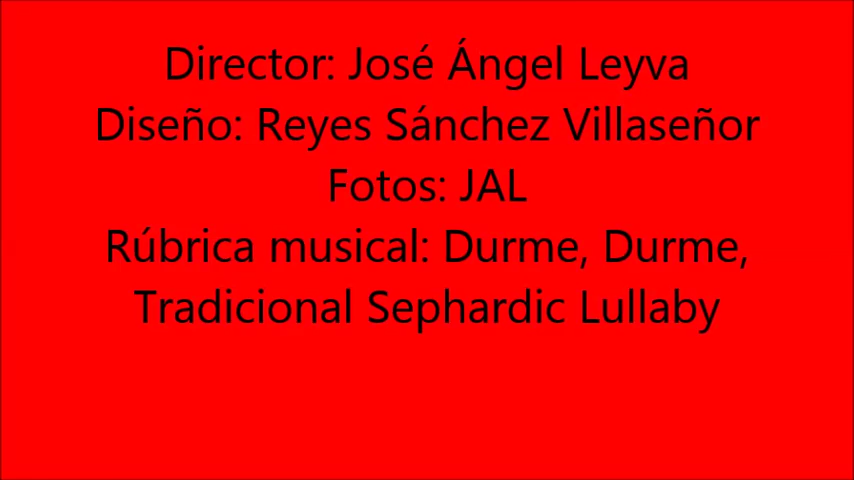 Director: José Ángel Leyva
Diseño: Reyes Sánchez Villaseñor
Fotos: JAL
Rúbrica musical: Durme, Durme,
Tradicional Sephardic Lullaby